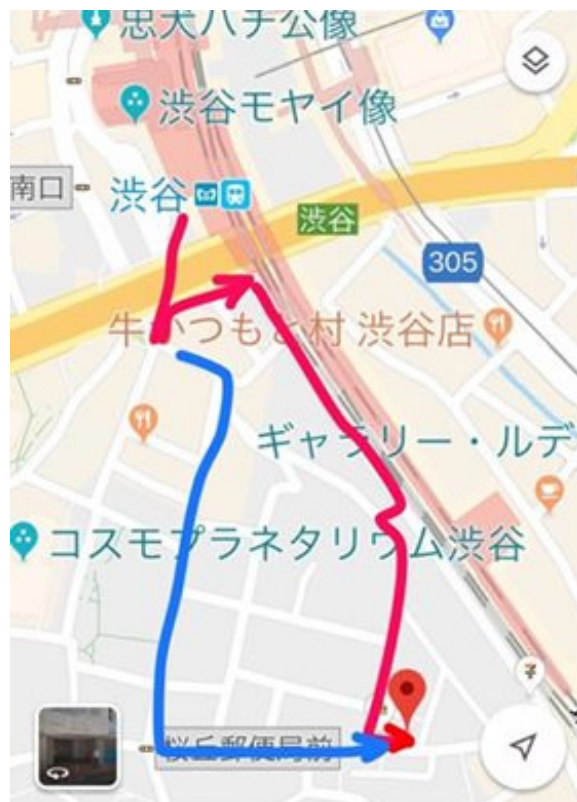 忠犬ハチ公像
渋谷モヤイ像
南口
渋谷
渋谷
305
牛かつもと村 渋谷店
ギャラリー・ルデ
コスモプラネタリウム渋谷
桜丘郵便局前